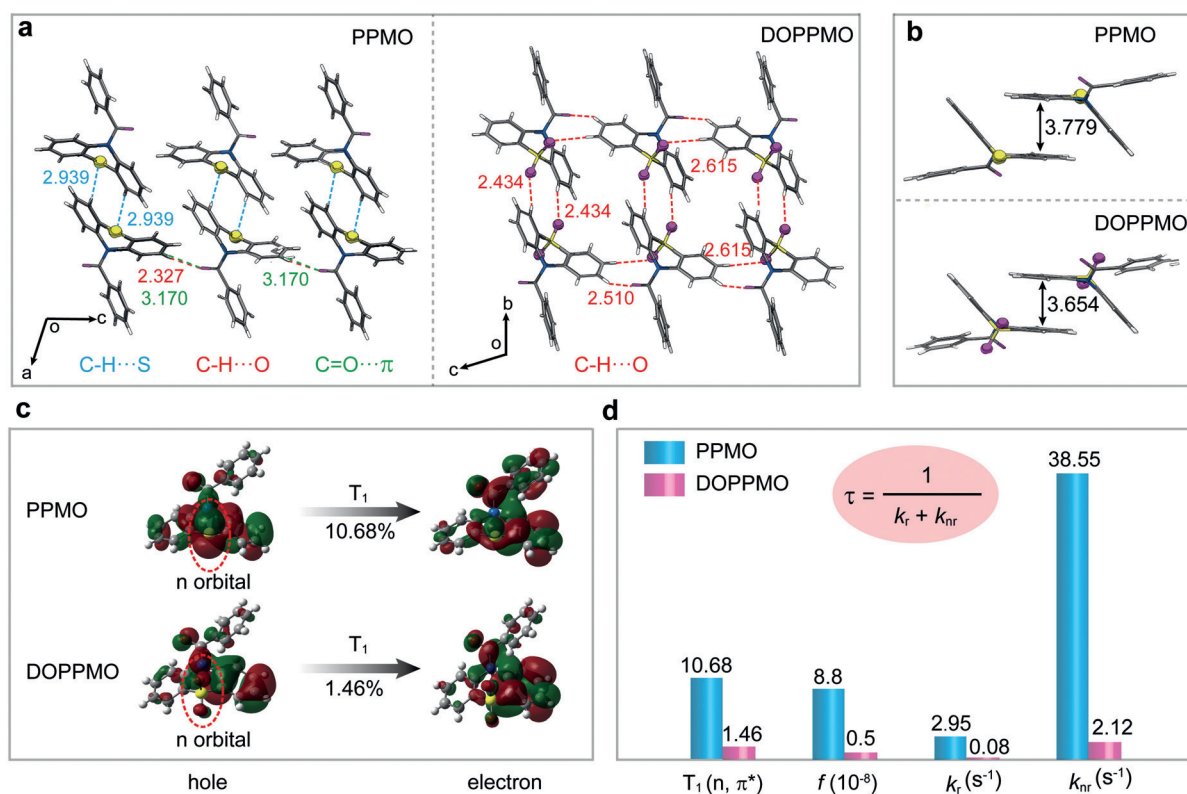 a
PPMO
2.939
2.939
2.327
3.170
3.170
a
o
c
C-H···S
C-H···O
C=O···π
DOPPMO
2.434
2.434
2.615
2.615
2.510
b
o
c
C-H···O
b
PPMO
3.779
DOPPMO
3.654
c
PPMO
n orbital
T₁
10.68%
DOPPMO
n orbital
T₁
1.46%
hole
electron
d
PPMO
DOPPMO
τ = 1 / (kᵣ + kₙᵣ)
10.68
1.46
8.8
0.5
2.95
0.08
38.55
2.12
T₁ (n, π*)
f (10⁻⁸)
kᵣ (s⁻¹)
kₙᵣ (s⁻¹)